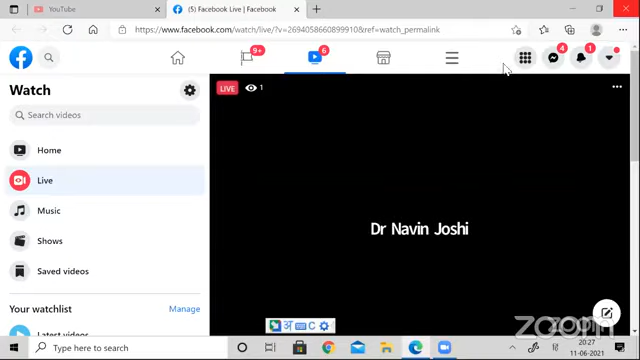 YouTube
(5) Facebook Live | Facebook
https://www.facebook.com/watch/live/?v=2694058660899910&ref=watch_permalink
9+
6
4
1
Watch
Search videos
Home
Live
Music
Shows
Saved videos
Your watchlist
Manage
Latest videos
LIVE
1
Dr Navin Joshi
अ
C
zoom
Type here to search
20:27
11-06-2021